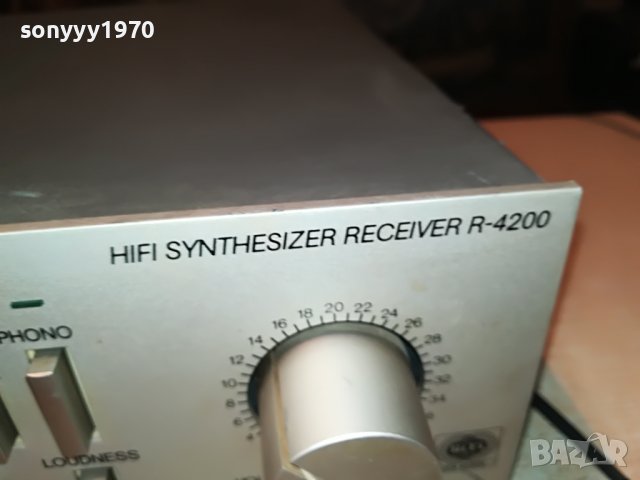 sonyyy1970
HIFI SYNTHESIZER RECEIVER R-4200
PHONO
6 8 10 12 14 16 18 20 22 24 26 28 30 32 34
LOUDNESS
BAZAR